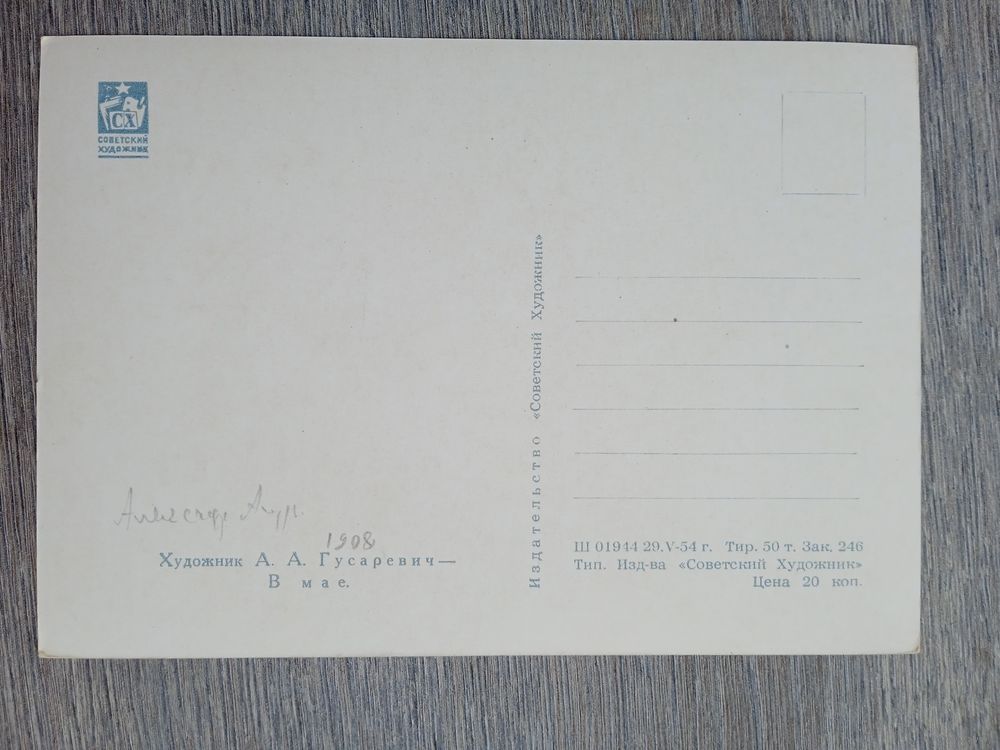 СХ
СОВЕТСКИЙ
ХУДОЖНИК
Александр
1908
Художник А. А. Гусаревич—
В мае.
Издательство «Советский Художник»
Ш 01944 29.V-54 г. Тир. 50 т. Зак. 246
Тип. Изд-ва «Советский Художник»
Цена 20 коп.